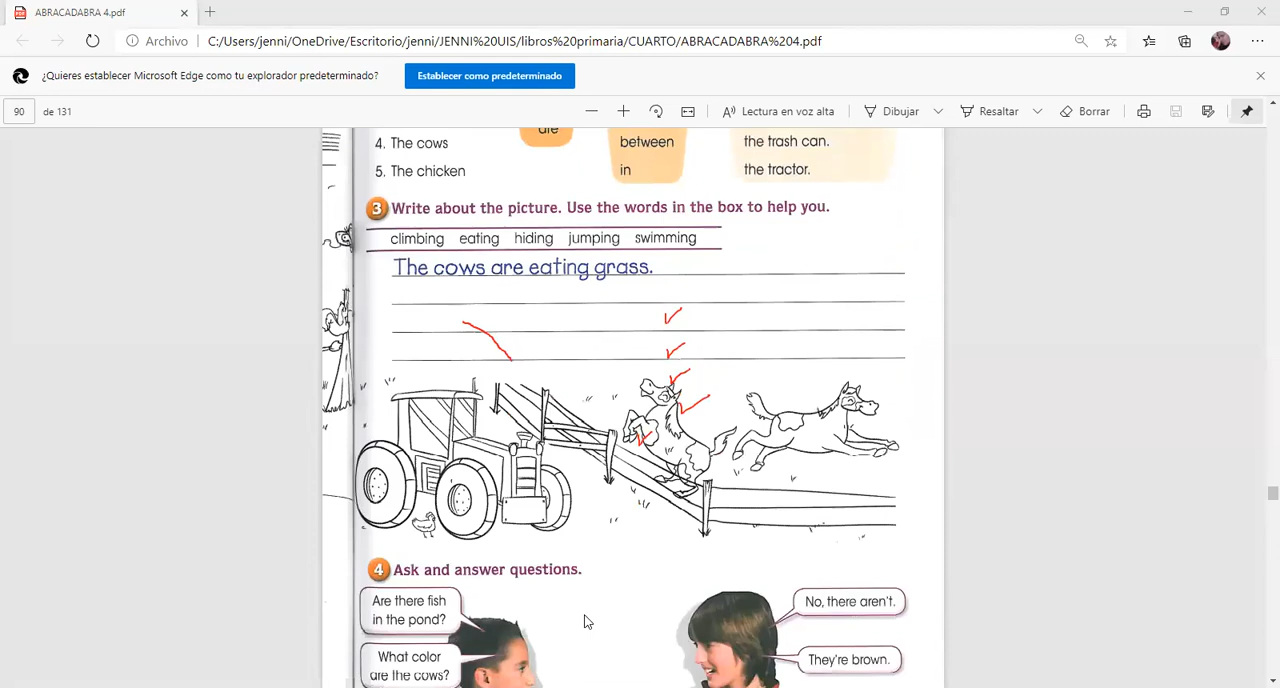 ABRACADABRA 4.pdf
Archivo C:/Users/jenni/OneDrive/Escritorio/jenni/JENNI%20UIS/libros%20primaria/CUARTO/ABRACADABRA%204.pdf
¿Quieres establecer Microsoft Edge como tu explorador predeterminado? Establecer como predeterminado
90 de 131 Lectura en voz alta Dibujar Resaltar Borrar
are
4. The cows between the trash can.
5. The chicken in the tractor.
3 Write about the picture. Use the words in the box to help you.
climbing eating hiding jumping swimming
The cows are eating grass.
4 Ask and answer questions.
Are there fish
in the pond?
No, there aren't.
What color
are the cows?
They're brown.